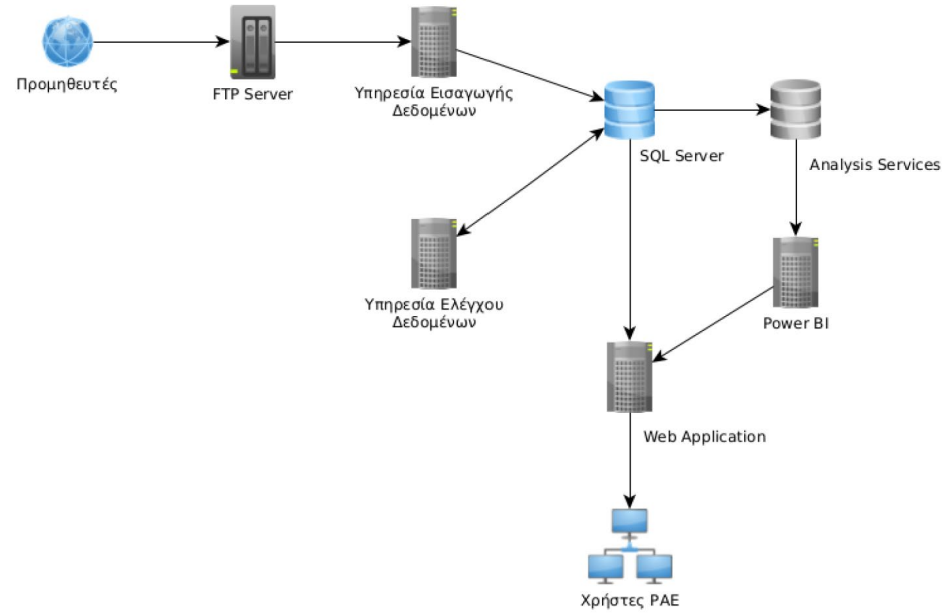 Προμηθευτές
FTP Server
Υπηρεσία Εισαγωγής
Δεδομένων
SQL Server
Analysis Services
Υπηρεσία Ελέγχου
Δεδομένων
Power BI
Web Application
Χρήστες ΡΑΕ